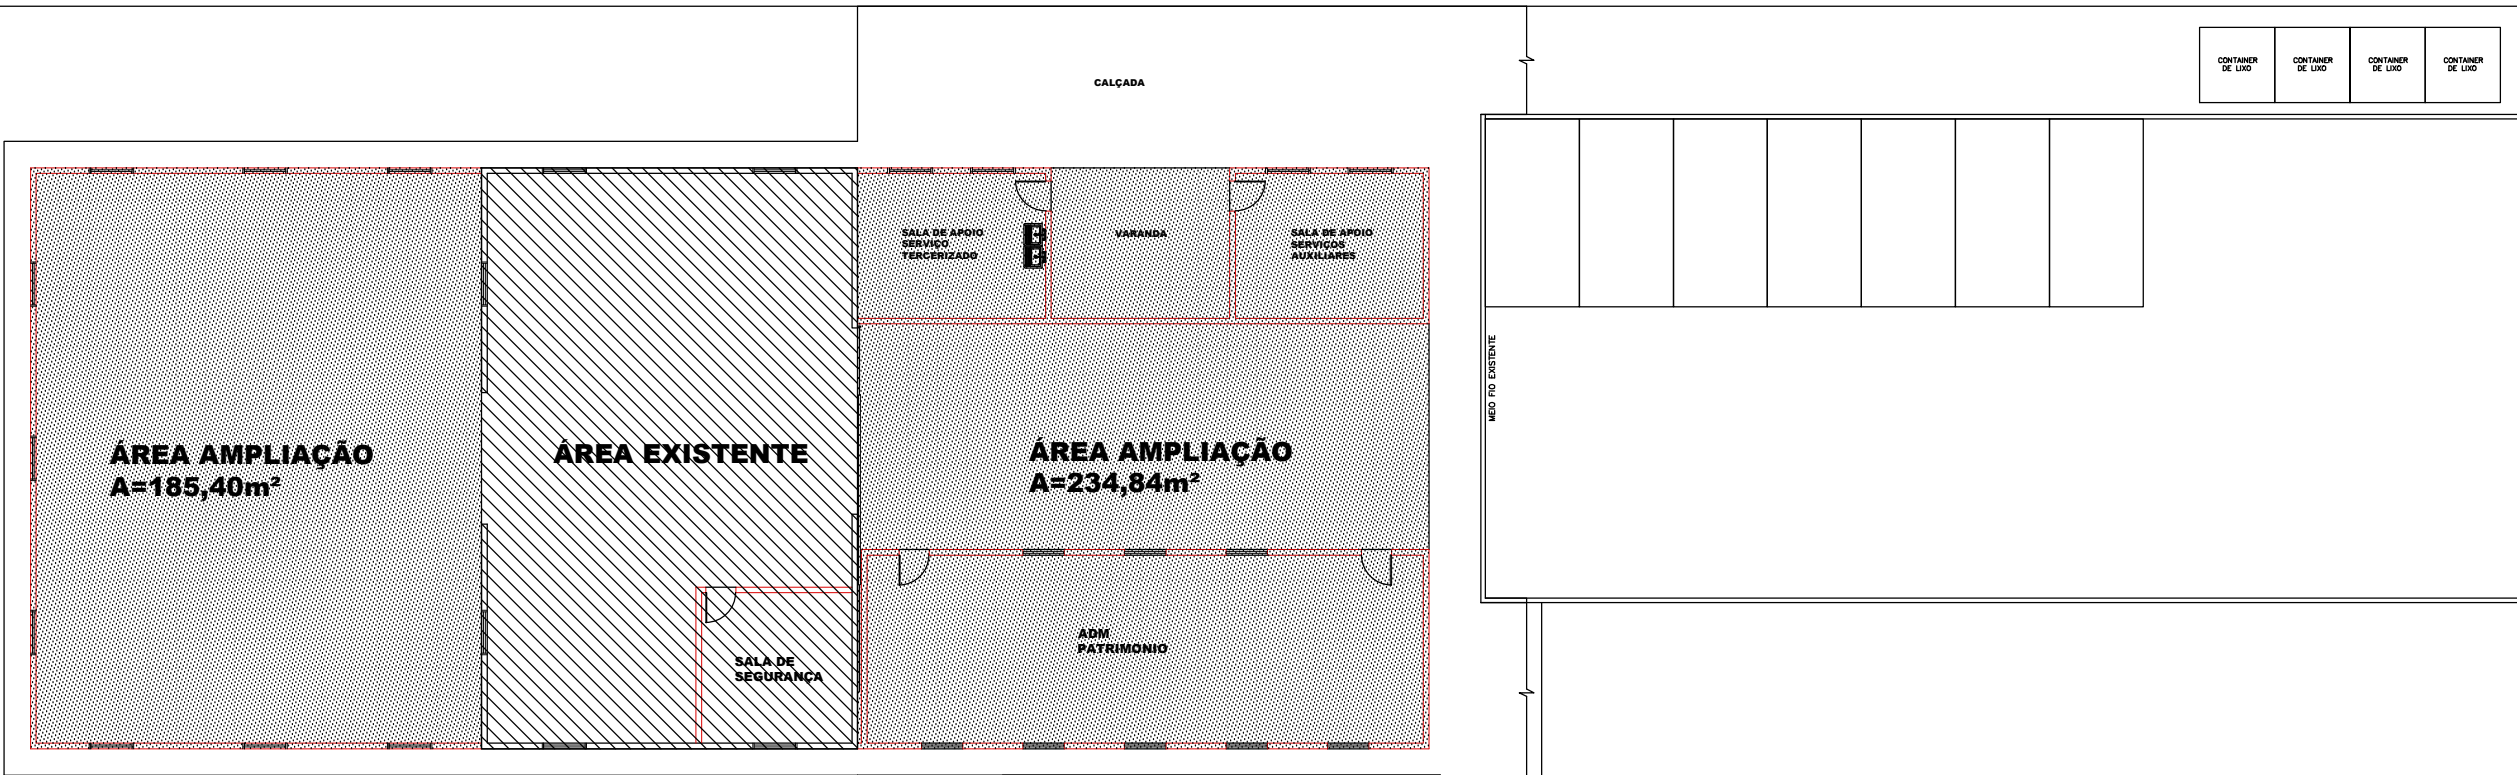 CONTAINER
DE LIXO
CONTAINER
DE LIXO
CONTAINER
DE LIXO
CONTAINER
DE LIXO
CALÇADA
SALA DE APOIO
SERVIÇO
TERCERIZADO
VARANDA
SALA DE APOIO
SERVIÇOS
AUXILIARES
MEIO FIO EXISTENTE
ÁREA AMPLIAÇÃO
A=185,40m²
ÁREA EXISTENTE
ÁREA AMPLIAÇÃO
A=234,84m²
SALA DE
SEGURANÇA
ADM
PATRIMONIO